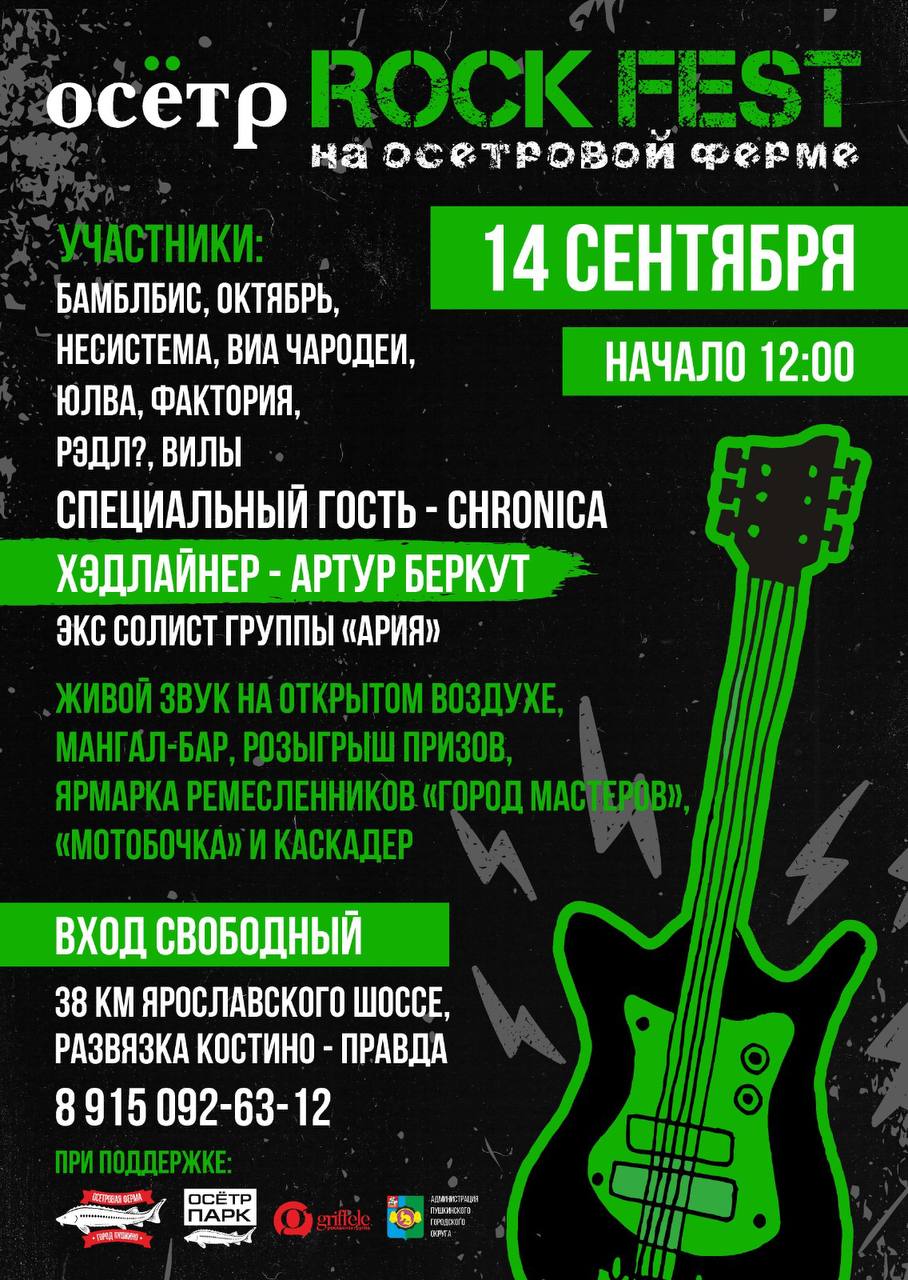 осётр ROCK FEST
на осетровой ферме
14 СЕНТЯБРЯ
НАЧАЛО 12:00
УЧАСТНИКИ:
БАМБЛБИС, ОКТЯБРЬ,
НЕСИСТЕМА, ВИА ЧАРОДЕИ,
ЮЛВА, ФАКТОРИЯ,
РЭДЛ?, ВИЛЫ
СПЕЦИАЛЬНЫЙ ГОСТЬ - CHRONICA
ХЭДЛАЙНЕР - АРТУР БЕРКУТ
ЭКС СОЛИСТ ГРУППЫ «АРИЯ»
ЖИВОЙ ЗВУК НА ОТКРЫТОМ ВОЗДУХЕ,
МАНГАЛ-БАР, РОЗЫГРЫШ ПРИЗОВ,
ЯРМАРКА РЕМЕСЛЕННИКОВ «ГОРОД МАСТЕРОВ»,
«МОТОБОЧКА» И КАСКАДЕР
ВХОД СВОБОДНЫЙ
38 КМ ЯРОСЛАВСКОГО ШОССЕ,
РАЗВЯЗКА КОСТИНО - ПРАВДА
8 915 092-63-12
ПРИ ПОДДЕРЖКЕ:
ОСЕТРОВАЯ ФЕРМА
ГОРОД ПУШКИНО
ОСЁТР
ПАРК
griffele
АДМИНИСТРАЦИЯ
ПУШКИНСКОГО
ГОРОДСКОГО
ОКРУГА